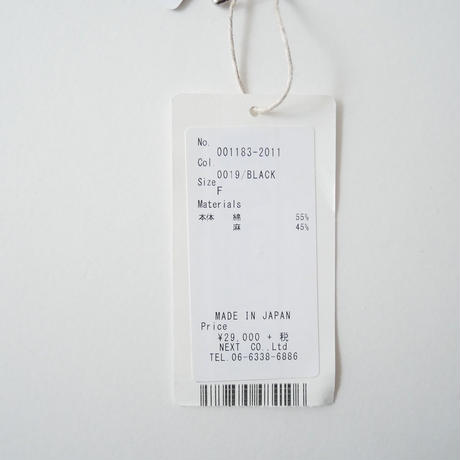 No. 001183-2011
Col. 0019/BLACK
Size F
Materials
本体 綿 55%
麻 45%
MADE IN JAPAN
Price
¥29,000 + 税
NEXT CO.,Ltd
TEL.06-6338-6886